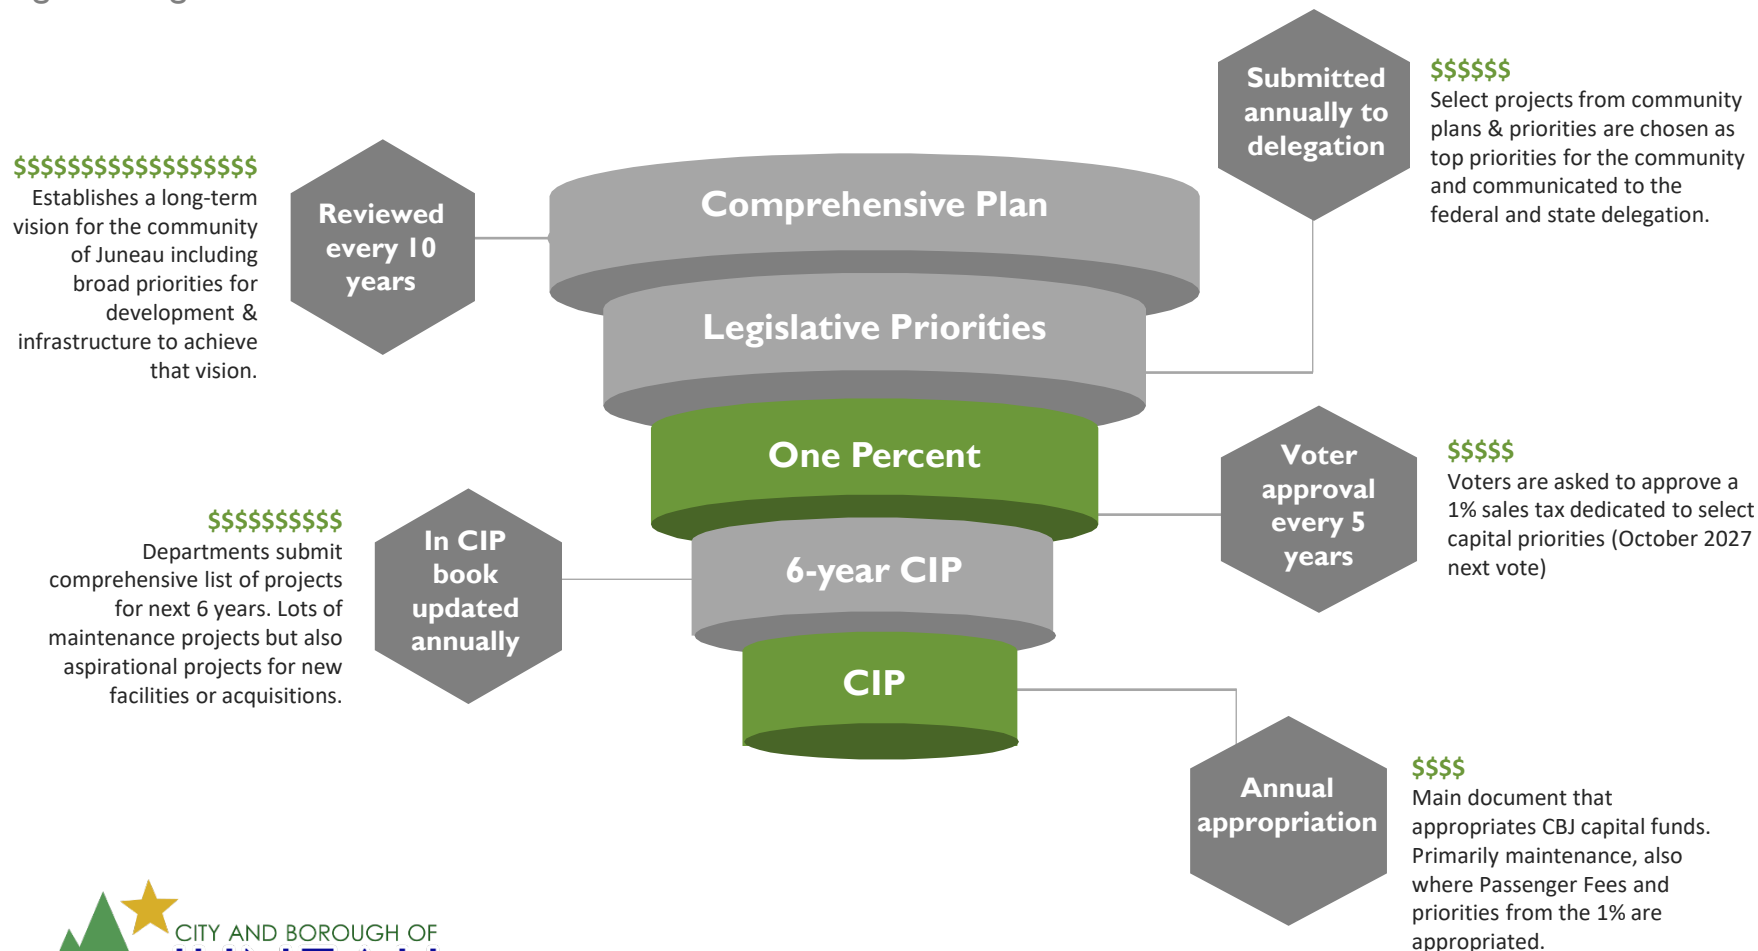 $$$$$$$$$$$$$$$$$$
Establishes a long-term
vision for the community
of Juneau including
broad priorities for
development &
infrastructure to achieve
that vision.
Reviewed
every 10
years
Comprehensive Plan
Submitted
annually to
delegation
$$$$$$
Select projects from community
plans & priorities are chosen as
top priorities for the community
and communicated to the
federal and state delegation.
Legislative Priorities
One Percent
Voter
approval
every 5
years
$$$$$
Voters are asked to approve a
1% sales tax dedicated to select
capital priorities (October 2027
next vote)
$$$$$$$$$$
Departments submit
comprehensive list of projects
for next 6 years. Lots of
maintenance projects but also
aspirational projects for new
facilities or acquisitions.
In CIP
book
updated
annually
6-year CIP
CIP
Annual
appropriation
$$$$
Main document that
appropriates CBJ capital funds.
Primarily maintenance, also
where Passenger Fees and
priorities from the 1% are
appropriated.
CITY AND BOROUGH OF